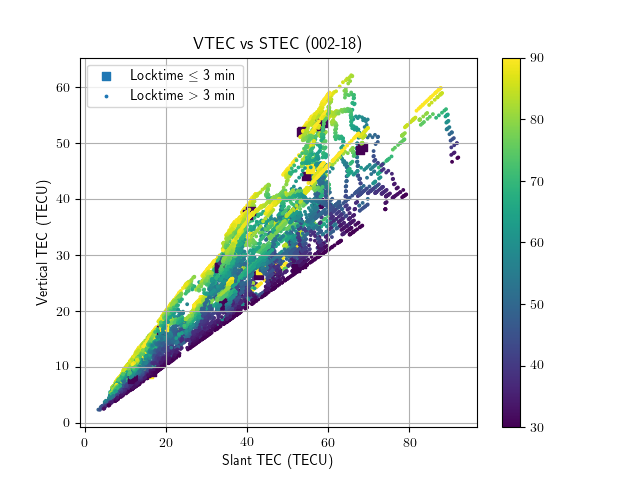 VTEC vs STEC (002-18)
Locktime ≤ 3 min
Locktime > 3 min
Vertical TEC (TECU)
60
50
40
30
20
10
0
0 20 40 60 80
Slant TEC (TECU)
90
80
70
60
50
40
30